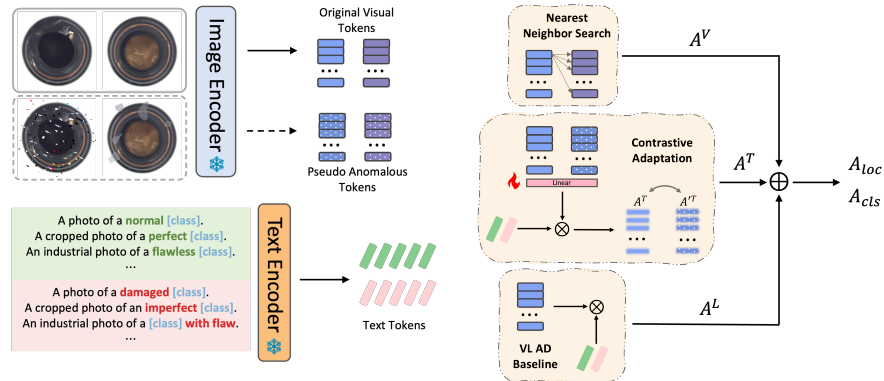 Image Encoder
Original Visual
Tokens
...
...
...
...
Pseudo Anomalous
Tokens
A photo of a normal [class].
A cropped photo of a perfect [class].
An industrial photo of a flawless [class].
...
A photo of a damaged [class].
A cropped photo of an imperfect [class].
An industrial photo of a [class] with flaw.
...
Text Encoder
Text Tokens
Nearest
Neighbor Search
...
...
A^V
Contrastive
Adaptation
...
...
Linear
A^T
A'^T
...
...
A^T
A_loc
A_cls
...
VL AD
Baseline
A^L